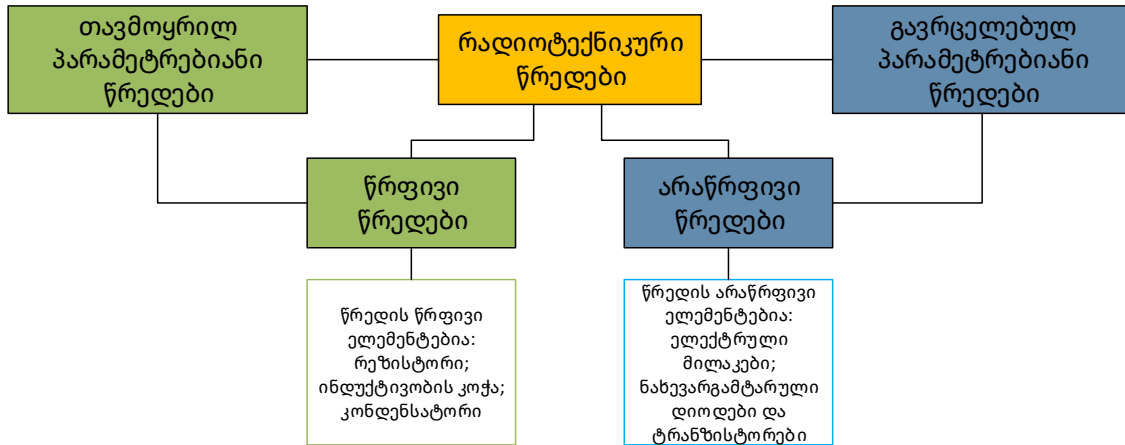 თავმოყრილ
პარამეტრებიანი
წრედები
რადიოტექნიკური
წრედები
გავრცელებულ
პარამეტრებიანი
წრედები
წრფივი
წრედები
არაწრფივი
წრედები
წრედის წრფივი
ელემენტებია:
რეზისტორი;
ინდუქტივობის კოჭა;
კონდენსატორი
წრედის არაწრფივი
ელემენტებია:
ელექტრული
მილაკები;
ნახევარგამტარული
დიოდები და
ტრანზისტორები